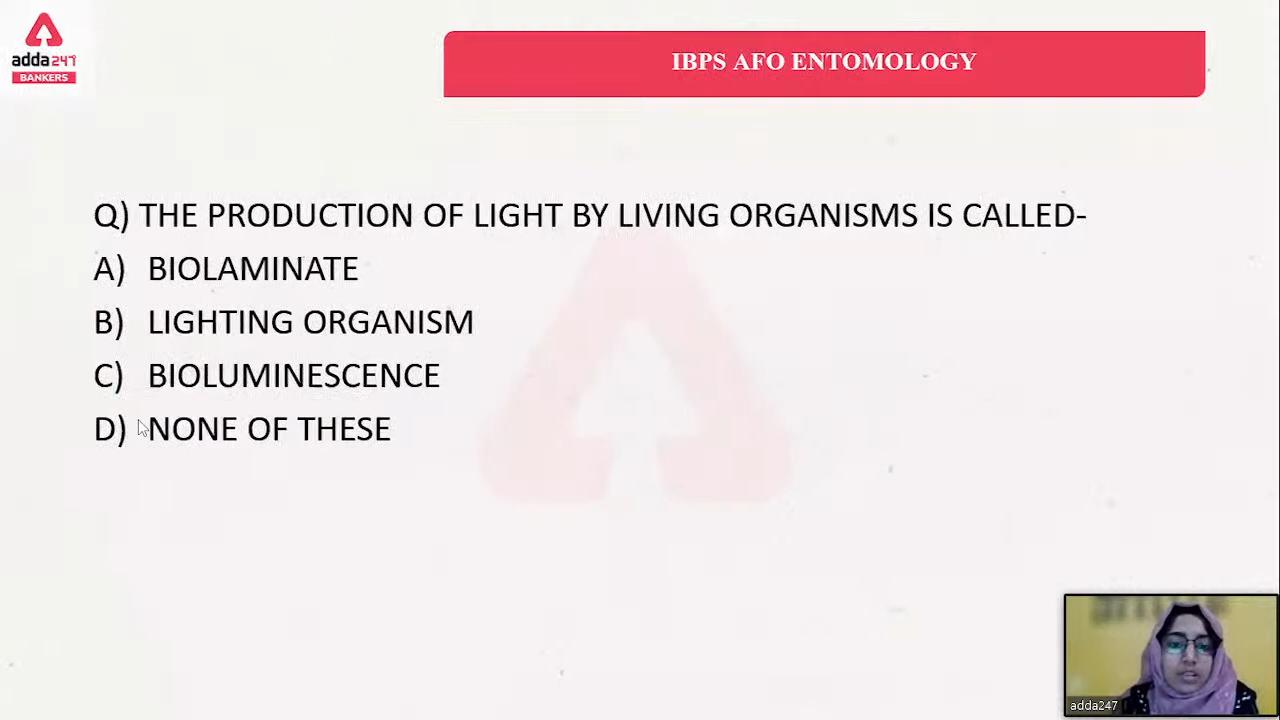 adda247
BANKERS
IBPS AFO ENTOMOLOGY
Q) THE PRODUCTION OF LIGHT BY LIVING ORGANISMS IS CALLED-
A) BIOLAMINATE
B) LIGHTING ORGANISM
C) BIOLUMINESCENCE
D) NONE OF THESE
adda247